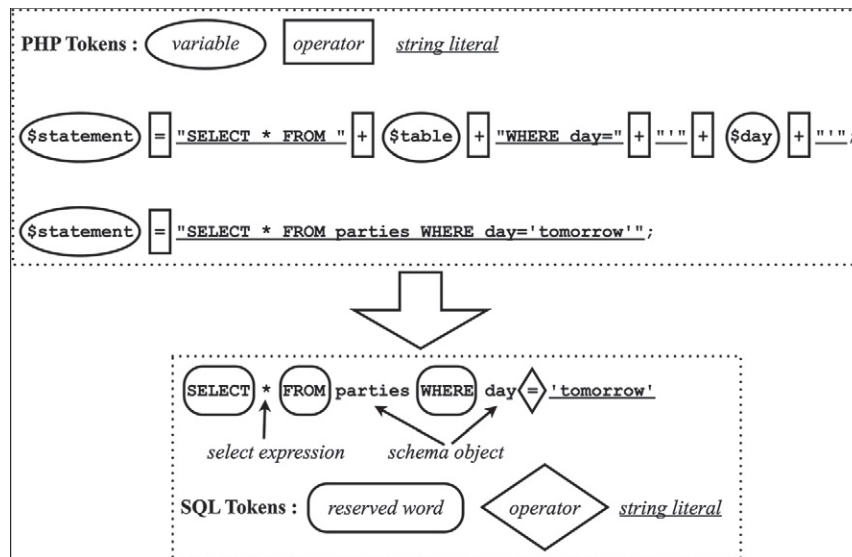 PHP Tokens : variable operator string literal
$statement = "SELECT * FROM " + $table + "WHERE day=" + "'" + $day + "'";
$statement = "SELECT * FROM parties WHERE day='tomorrow'";
SELECT * FROM parties WHERE day = 'tomorrow'
select expression schema object
SQL Tokens : reserved word operator string literal